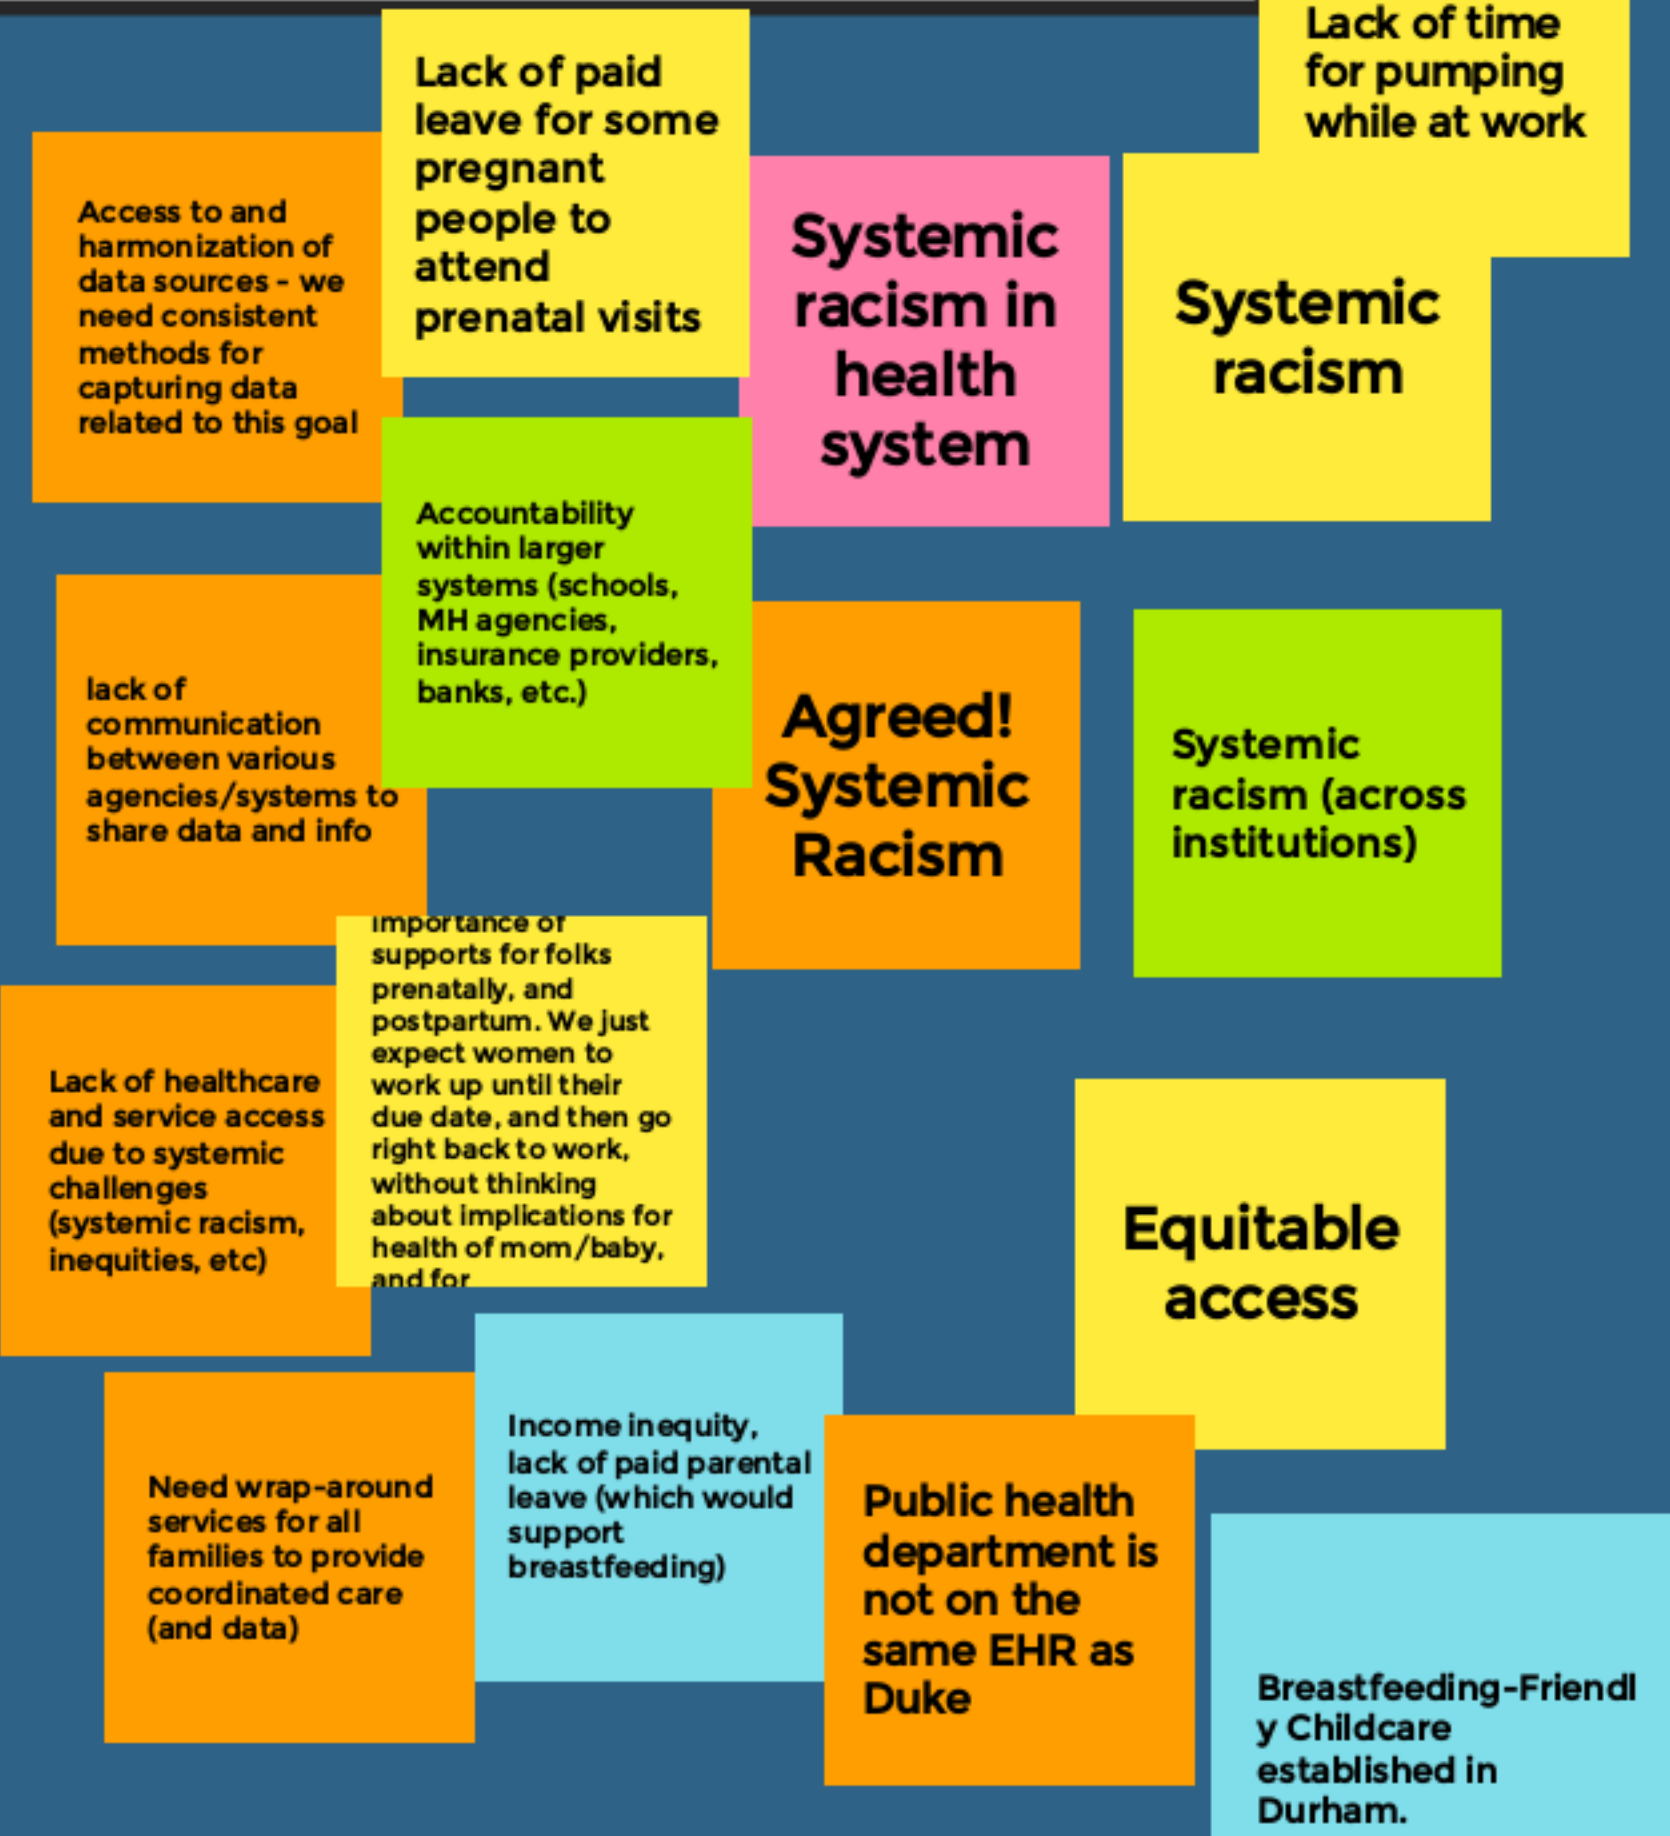 Lack of paid
leave for some
pregnant
people to
attend
prenatal visits
Lack of time
for pumping
while at work
Access to and
harmonization of
data sources - we
need consistent
methods for
capturing data
related to this goal
Systemic
racism in
health
system
Systemic
racism
Accountability
within larger
systems (schools,
MH agencies,
insurance providers,
banks, etc.)
lack of
communication
between various
agencies/systems to
share data and info
Agreed!
Systemic
Racism
Systemic
racism (across
institutions)
importance of
supports for folks
prenatally, and
postpartum. We just
expect women to
work up until their
due date, and then go
right back to work,
without thinking
about implications for
health of mom/baby,
and for
Lack of healthcare
and service access
due to systemic
challenges
(systemic racism,
inequities, etc)
Equitable
access
Need wrap-around
services for all
families to provide
coordinated care
(and data)
Income inequity,
lack of paid parental
leave (which would
support
breastfeeding)
Public health
department is
not on the
same EHR as
Duke
Breastfeeding-Friendl
y Childcare
established in
Durham.